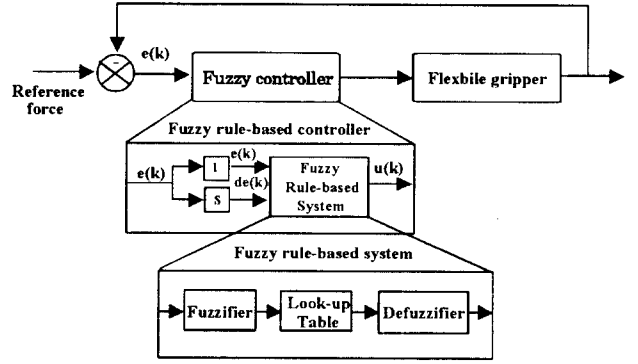 -
e(k)
Fuzzy controller
Flexbile gripper
Reference
force
Fuzzy rule-based controller
e(k)
1
e(k)
S
de(k)
Fuzzy
Rule-based
System
u(k)
Fuzzy rule-based system
Fuzzifier
Look-up
Table
Defuzzifier